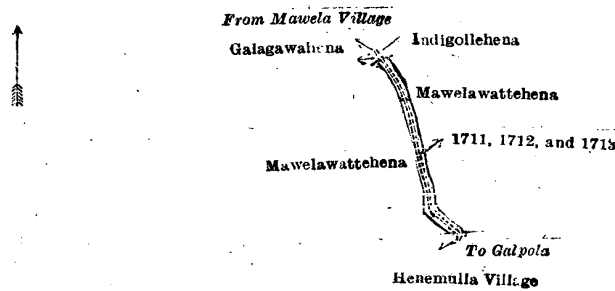 From Mawela Village
Indigollehena
Galagawahena
Mawelawattehena
1711, 1712, and 1713
Mawelawattehena
To Galpola
Henemulla Village